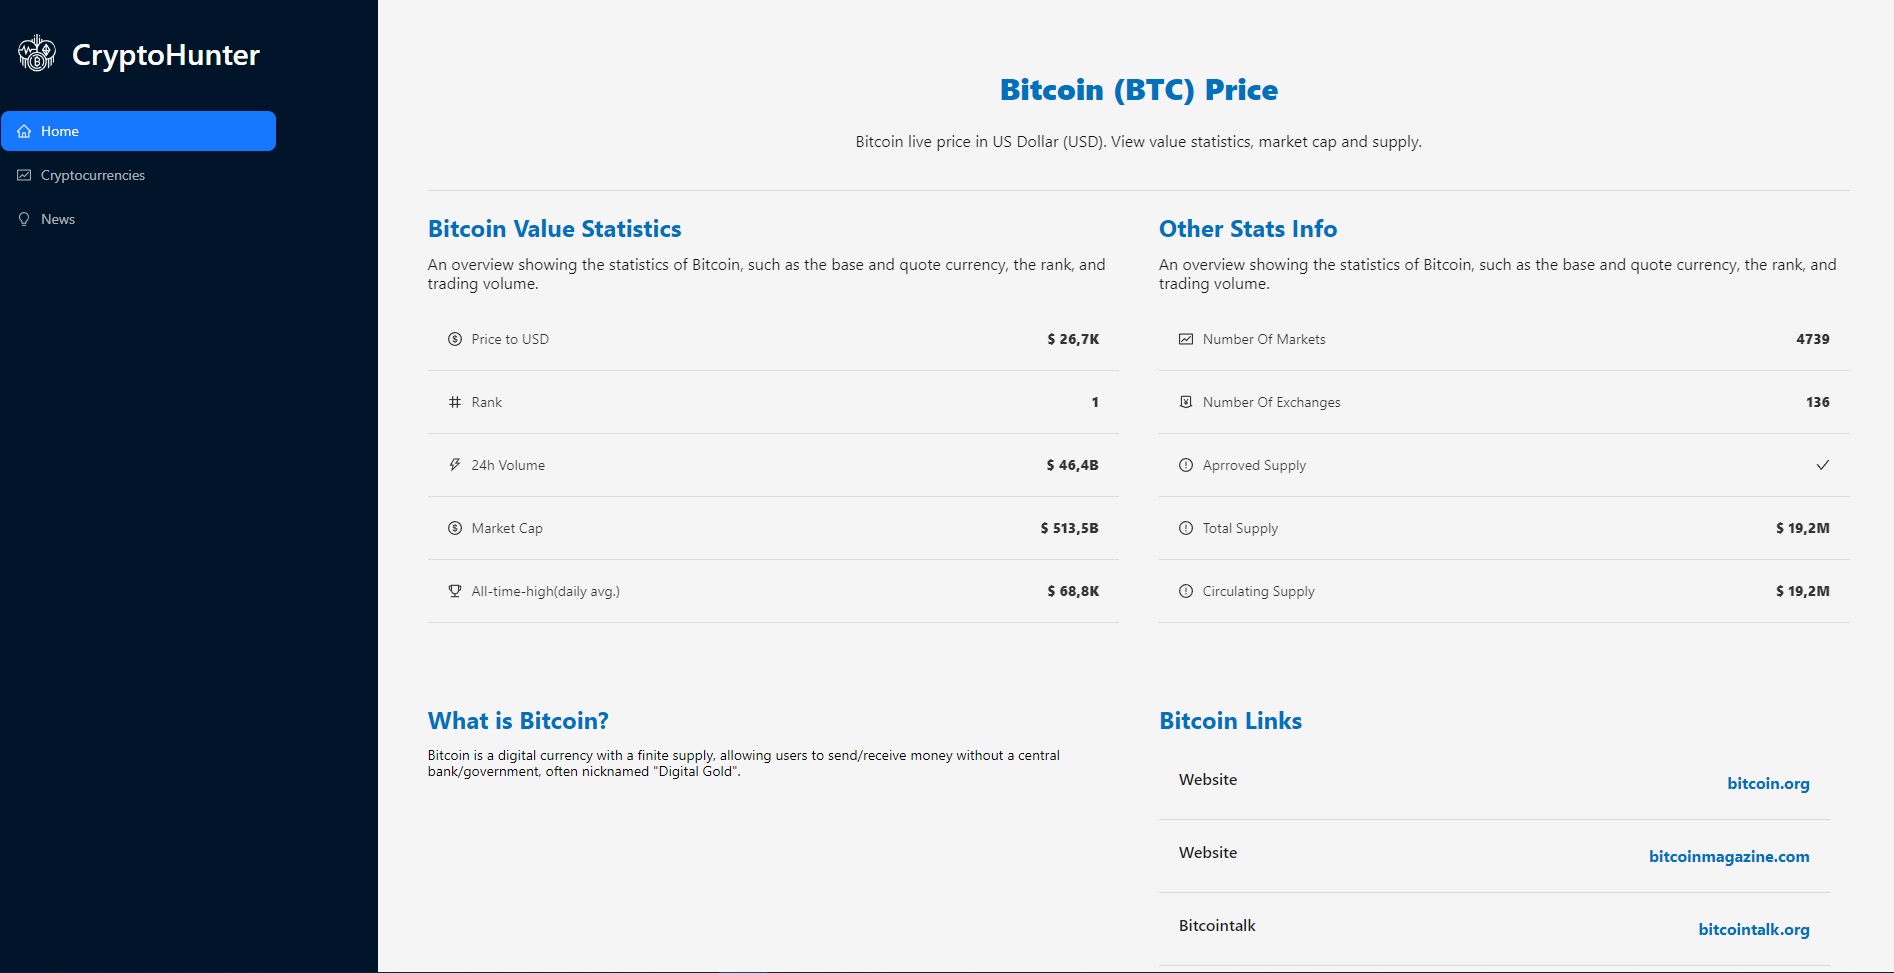 CryptoHunter
Home
Cryptocurrencies
News
Bitcoin (BTC) Price
Bitcoin live price in US Dollar (USD). View value statistics, market cap and supply.
Bitcoin Value Statistics
An overview showing the statistics of Bitcoin, such as the base and quote currency, the rank, and
trading volume.
Price to USD $ 26,7K
Rank 1
24h Volume $ 46,4B
Market Cap $ 513,5B
All-time-high(daily avg.) $ 68,8K
Other Stats Info
An overview showing the statistics of Bitcoin, such as the base and quote currency, the rank, and
trading volume.
Number Of Markets 4739
Number Of Exchanges 136
Aprroved Supply
Total Supply $ 19,2M
Circulating Supply $ 19,2M
What is Bitcoin?
Bitcoin is a digital currency with a finite supply, allowing users to send/receive money without a central
bank/government, often nicknamed "Digital Gold".
Bitcoin Links
Website bitcoin.org
Website bitcoinmagazine.com
Bitcointalk bitcointalk.org